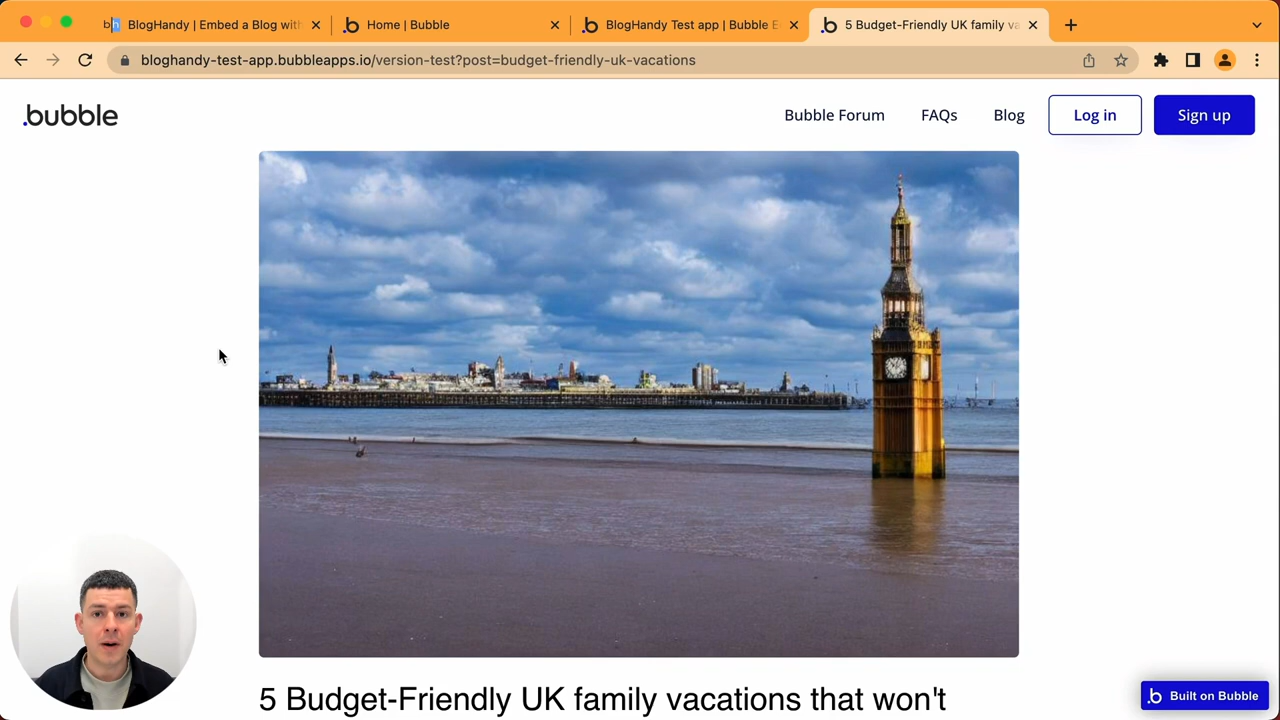 bh BlogHandy | Embed a Blog with
Home | Bubble
BlogHandy Test app | Bubble E
5 Budget-Friendly UK family va
bloghandy-test-app.bubbleapps.io/version-test?post=budget-friendly-uk-vacations
.bubble
Bubble Forum
FAQs
Blog
Log in
Sign up
5 Budget-Friendly UK family vacations that won't
.b Built on Bubble